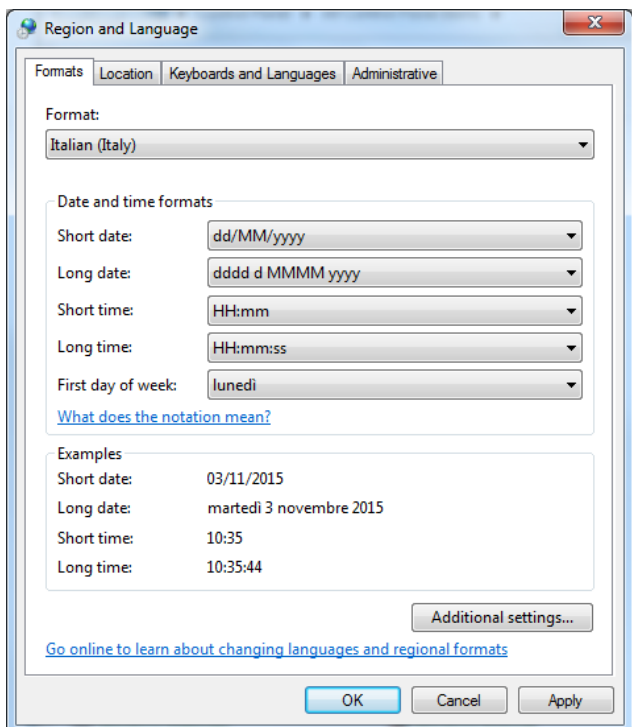 Region and Language
Formats Location Keyboards and Languages Administrative
Format:
Italian (Italy)
Date and time formats
Short date: dd/MM/yyyy
Long date: dddd d MMMM yyyy
Short time: HH:mm
Long time: HH:mm:ss
First day of week: lunedì
What does the notation mean?
Examples
Short date: 03/11/2015
Long date: martedì 3 novembre 2015
Short time: 10:35
Long time: 10:35:44
Additional settings...
Go online to learn about changing languages and regional formats
OK Cancel Apply